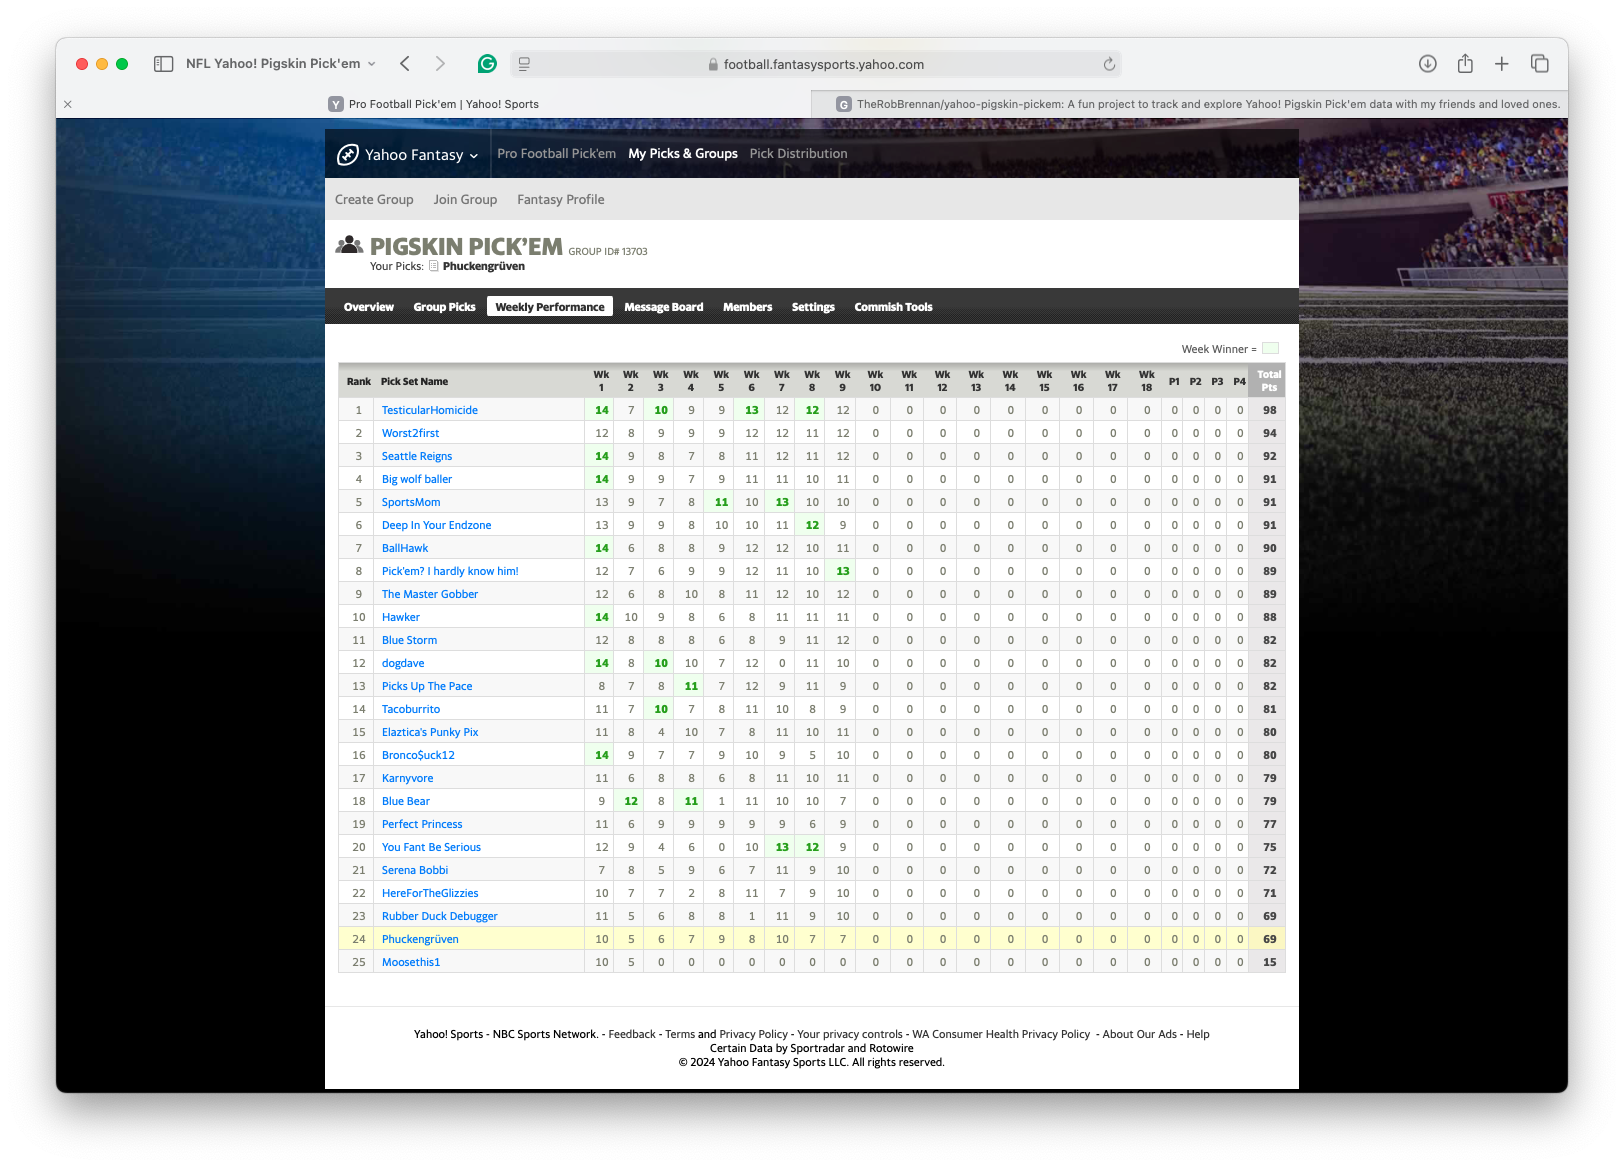 NFL Yahoo! Pigskin Pick'em
football.fantasysports.yahoo.com
Y Pro Football Pick'em | Yahoo! Sports
G TheRobBrennan/yahoo-pigskin-pickem: A fun project to track and explore Yahoo! Pigskin Pick'em data with my friends and loved ones.
Yahoo Fantasy Pro Football Pick'em My Picks & Groups Pick Distribution
Create Group Join Group Fantasy Profile
PIGSKIN PICK'EM GROUP ID# 13703
Your Picks: Phuckengrüven
Overview Group Picks Weekly Performance Message Board Members Settings Commish Tools
Week Winner =
Rank Pick Set Name Wk 1 Wk 2 Wk 3 Wk 4 Wk 5 Wk 6 Wk 7 Wk 8 Wk 9 Wk 10 Wk 11 Wk 12 Wk 13 Wk 14 Wk 15 Wk 16 Wk 17 Wk 18 P1 P2 P3 P4 Total Pts
1 TesticularHomicide 14 7 10 9 9 13 12 12 12 0 0 0 0 0 0 0 0 0 0 0 0 0 98
2 Worst2first 12 8 9 9 9 12 12 11 12 0 0 0 0 0 0 0 0 0 0 0 0 0 94
3 Seattle Reigns 14 9 8 7 8 11 12 11 12 0 0 0 0 0 0 0 0 0 0 0 0 0 92
4 Big wolf baller 14 9 9 7 9 11 11 10 11 0 0 0 0 0 0 0 0 0 0 0 0 0 91
5 SportsMom 13 9 7 8 11 10 13 10 10 0 0 0 0 0 0 0 0 0 0 0 0 0 91
6 Deep In Your Endzone 13 9 9 8 10 10 11 12 9 0 0 0 0 0 0 0 0 0 0 0 0 0 91
7 BallHawk 14 6 8 8 9 12 12 10 11 0 0 0 0 0 0 0 0 0 0 0 0 0 90
8 Pick'em? I hardly know him! 12 7 6 9 9 12 11 10 13 0 0 0 0 0 0 0 0 0 0 0 0 0 89
9 The Master Gobber 12 6 8 10 8 11 12 10 12 0 0 0 0 0 0 0 0 0 0 0 0 0 89
10 Hawker 14 10 9 8 6 8 11 11 11 0 0 0 0 0 0 0 0 0 0 0 0 0 88
11 Blue Storm 12 8 8 8 6 8 9 11 12 0 0 0 0 0 0 0 0 0 0 0 0 0 82
12 dogdave 14 8 10 10 7 12 0 11 10 0 0 0 0 0 0 0 0 0 0 0 0 0 82
13 Picks Up The Pace 8 7 8 11 7 12 9 11 9 0 0 0 0 0 0 0 0 0 0 0 0 0 82
14 Tacoburrito 11 7 10 7 8 11 10 8 9 0 0 0 0 0 0 0 0 0 0 0 0 0 81
15 Elaztica's Punky Pix 11 8 4 10 7 8 11 10 11 0 0 0 0 0 0 0 0 0 0 0 0 0 80
16 Bronco$uck12 14 9 7 7 9 10 9 5 10 0 0 0 0 0 0 0 0 0 0 0 0 0 80
17 Karnyvore 11 6 8 8 6 8 11 10 11 0 0 0 0 0 0 0 0 0 0 0 0 0 79
18 Blue Bear 9 12 8 11 1 11 10 10 7 0 0 0 0 0 0 0 0 0 0 0 0 0 79
19 Perfect Princess 11 6 9 9 9 9 9 6 9 0 0 0 0 0 0 0 0 0 0 0 0 0 77
20 You Fant Be Serious 12 9 4 6 0 10 13 12 9 0 0 0 0 0 0 0 0 0 0 0 0 0 75
21 Serena Bobbi 7 8 5 9 6 7 11 9 10 0 0 0 0 0 0 0 0 0 0 0 0 0 72
22 HereForTheGlizzies 10 7 7 2 8 11 7 9 10 0 0 0 0 0 0 0 0 0 0 0 0 0 71
23 Rubber Duck Debugger 11 5 6 8 8 1 11 9 10 0 0 0 0 0 0 0 0 0 0 0 0 0 69
24 Phuckengrüven 10 5 6 7 9 8 10 7 7 0 0 0 0 0 0 0 0 0 0 0 0 0 69
25 Moosethis1 10 5 0 0 0 0 0 0 0 0 0 0 0 0 0 0 0 0 0 0 0 0 15
Yahoo! Sports - NBC Sports Network. - Feedback - Terms and Privacy Policy - Your privacy controls - WA Consumer Health Privacy Policy - About Our Ads - Help
Certain Data by Sportradar and Rotowire
© 2024 Yahoo Fantasy Sports LLC. All rights reserved.